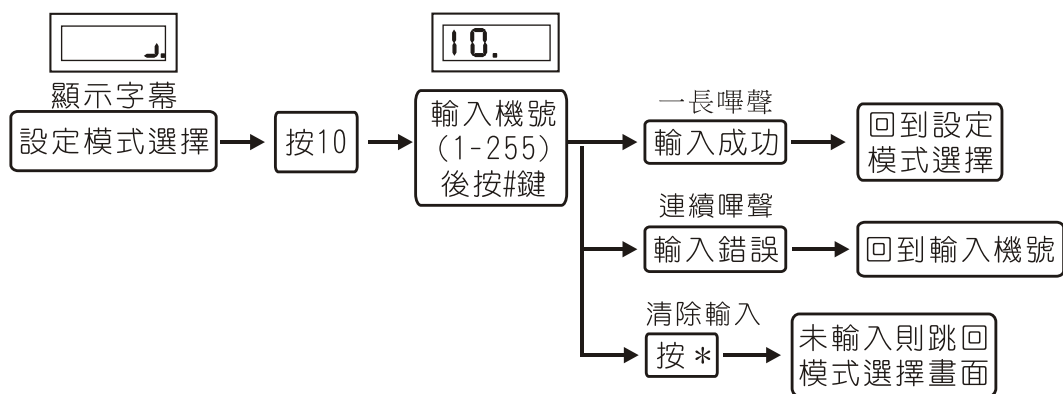 10.
顯示字幕
設定模式選擇
按10
輸入機號
(1-255)
後按#鍵
一長嗶聲
輸入成功
回到設定
模式選擇
連續嗶聲
輸入錯誤
回到輸入機號
清除輸入
按*
未輸入則跳回
模式選擇畫面